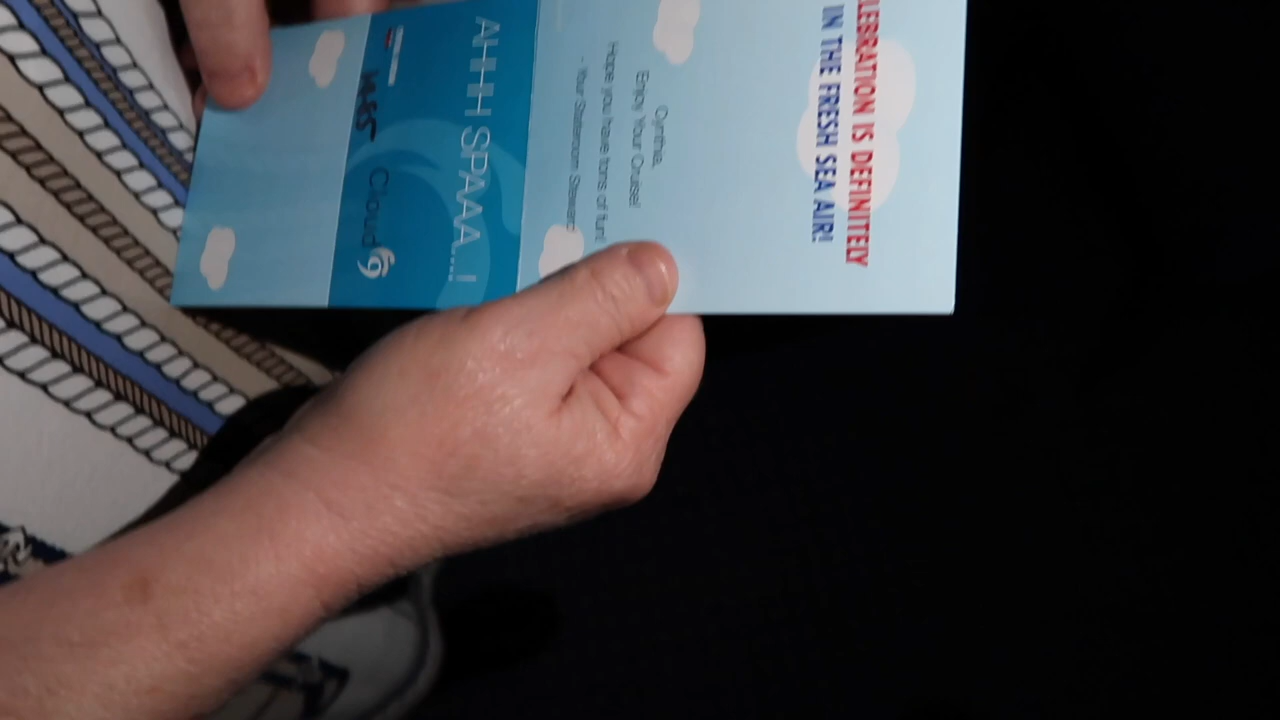 LEBRATION IS DEFINITELY
IN THE FRESH SEA AIR!
Cynthia,
Enjoy Your Cruise!
Hope you have tons of fun!
- Your Stateroom Steward
AHHH SPAAA...!
Cloud 9